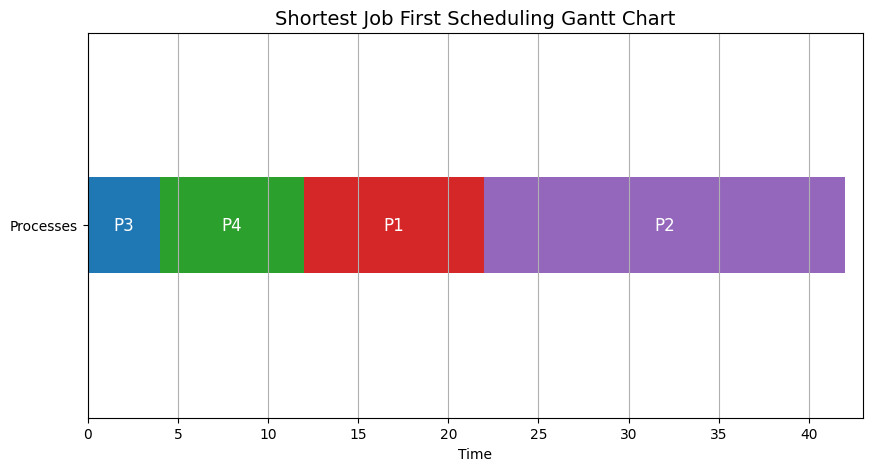 Shortest Job First Scheduling Gantt Chart
Processes
P3 P4 P1 P2
0 5 10 15 20 25 30 35 40
Time